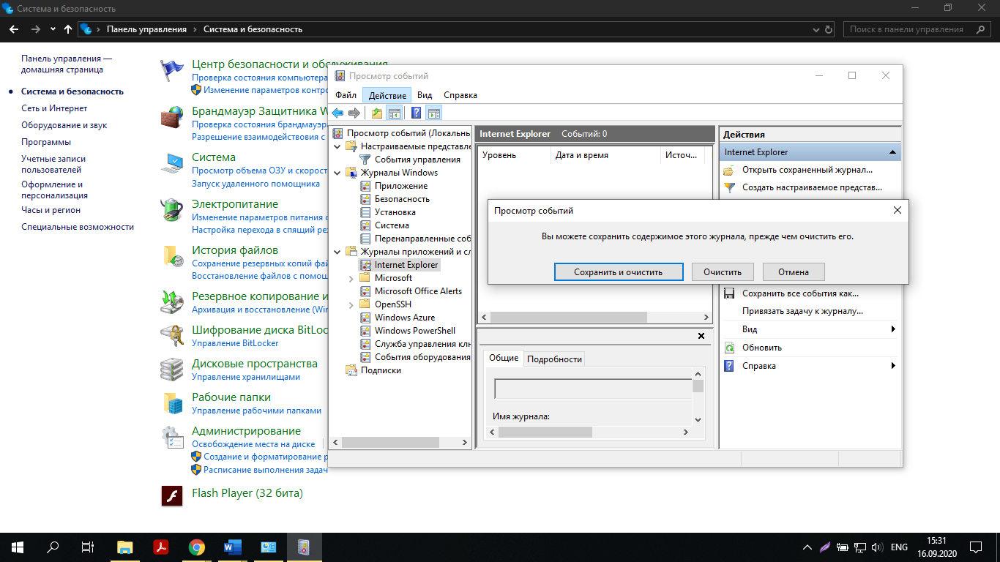 Система и безопасность
Панель управления
Система и безопасность
Поиск в панели управления
Панель управления —
домашняя страница
Система и безопасность
Сеть и Интернет
Оборудование и звук
Программы
Учетные записи
пользователей
Оформление и
персонализация
Часы и регион
Специальные возможности
Центр безопасности и обслуживания
Проверка состояния компьютера
Изменение параметров контро
Брандмауэр Защитника W
Проверка состояния брандмауэр
Разрешение взаимодействия с
Система
Просмотр объема ОЗУ и скорост
Запуск удаленного помощника
Электропитание
Изменение параметров питания
Настройка перехода в спящий ре
История файлов
Сохранение резервных копий фай
Восстановление файлов с помощ
Резервное копирование и
Архивация и восстановление (Win
Шифрование диска BitLoc
Управление BitLocker
Дисковые пространства
Управление хранилищами
Рабочие папки
Управление рабочими папками
Администрирование
Освобождение места на диске
Создание и форматирование р
Расписание выполнения задач
Flash Player (32 бита)
Просмотр событий
Файл Действие Вид Справка
Просмотр событий (Локальнь
Настраиваемые представле
События управления
Журналы Windows
Приложение
Безопасность
Установка
Система
Перенаправленные соб
Журналы приложений и сл
Internet Explorer
Microsoft
Microsoft Office Alerts
OpenSSH
Windows Azure
Windows PowerShell
Служба управления клю
События оборудования
Подписки
Internet Explorer Событий: 0
Уровень Дата и время Источ...
Общие Подробности
Имя журнала:
Действия
Internet Explorer
Открыть сохраненный журнал...
Создать настраиваемое представ...
Сохранить все события как...
Привязать задачу к журналу...
Вид
Обновить
Справка
Просмотр событий
Вы можете сохранить содержимое этого журнала, прежде чем очистить его.
Сохранить и очистить Очистить Отмена
ENG
15:31
16.09.2020